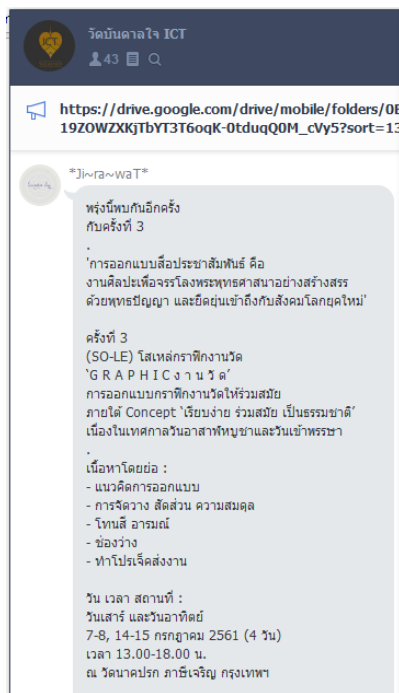 วัดบันดาลใจ ICT
43
https://drive.google.com/drive/mobile/folders/0B
19ZOWZXKjTbYT3T6oqK-0tduqQ0M_cVy5?sort=13
*Ji~ra~waT*
พรุ่งนี้พบกันอีกครั้ง
กับครั้งที่ 3
.
'การออกแบบสื่อประชาสัมพันธ์ คือ
งานศิลปะเพื่อจรรโลงพระพุทธศาสนาอย่างสร้างสรร
ด้วยพุทธปัญญา และยืดยุ่นเข้าถึงกับสังคมโลกยุคใหม่'
ครั้งที่ 3
(SO-LE) โสเหล่กราฟิกงานวัด
'G R A P H I C ง า น วั ด'
การออกแบบกราฟิกงานวัดให้ร่วมสมัย
ภายใต้ Concept 'เรียบง่าย ร่วมสมัย เป็นธรรมชาติ'
เนื่องในเทศกาลวันอาสาฬหบูชาและวันเข้าพรรษา
.
เนื้อหาโดยย่อ :
- แนวคิดการออกแบบ
- การจัดวาง สัดส่วน ความสมดุล
- โทนสี อารมณ์
- ช่องว่าง
- ทำโปรเจ็คส่งงาน
วัน เวลา สถานที่ :
วันเสาร์ และวันอาทิตย์
7-8, 14-15 กรกฎาคม 2561 (4 วัน)
เวลา 13.00-18.00 น.
ณ วัดนาคปรก ภาษีเจริญ กรุงเทพฯ